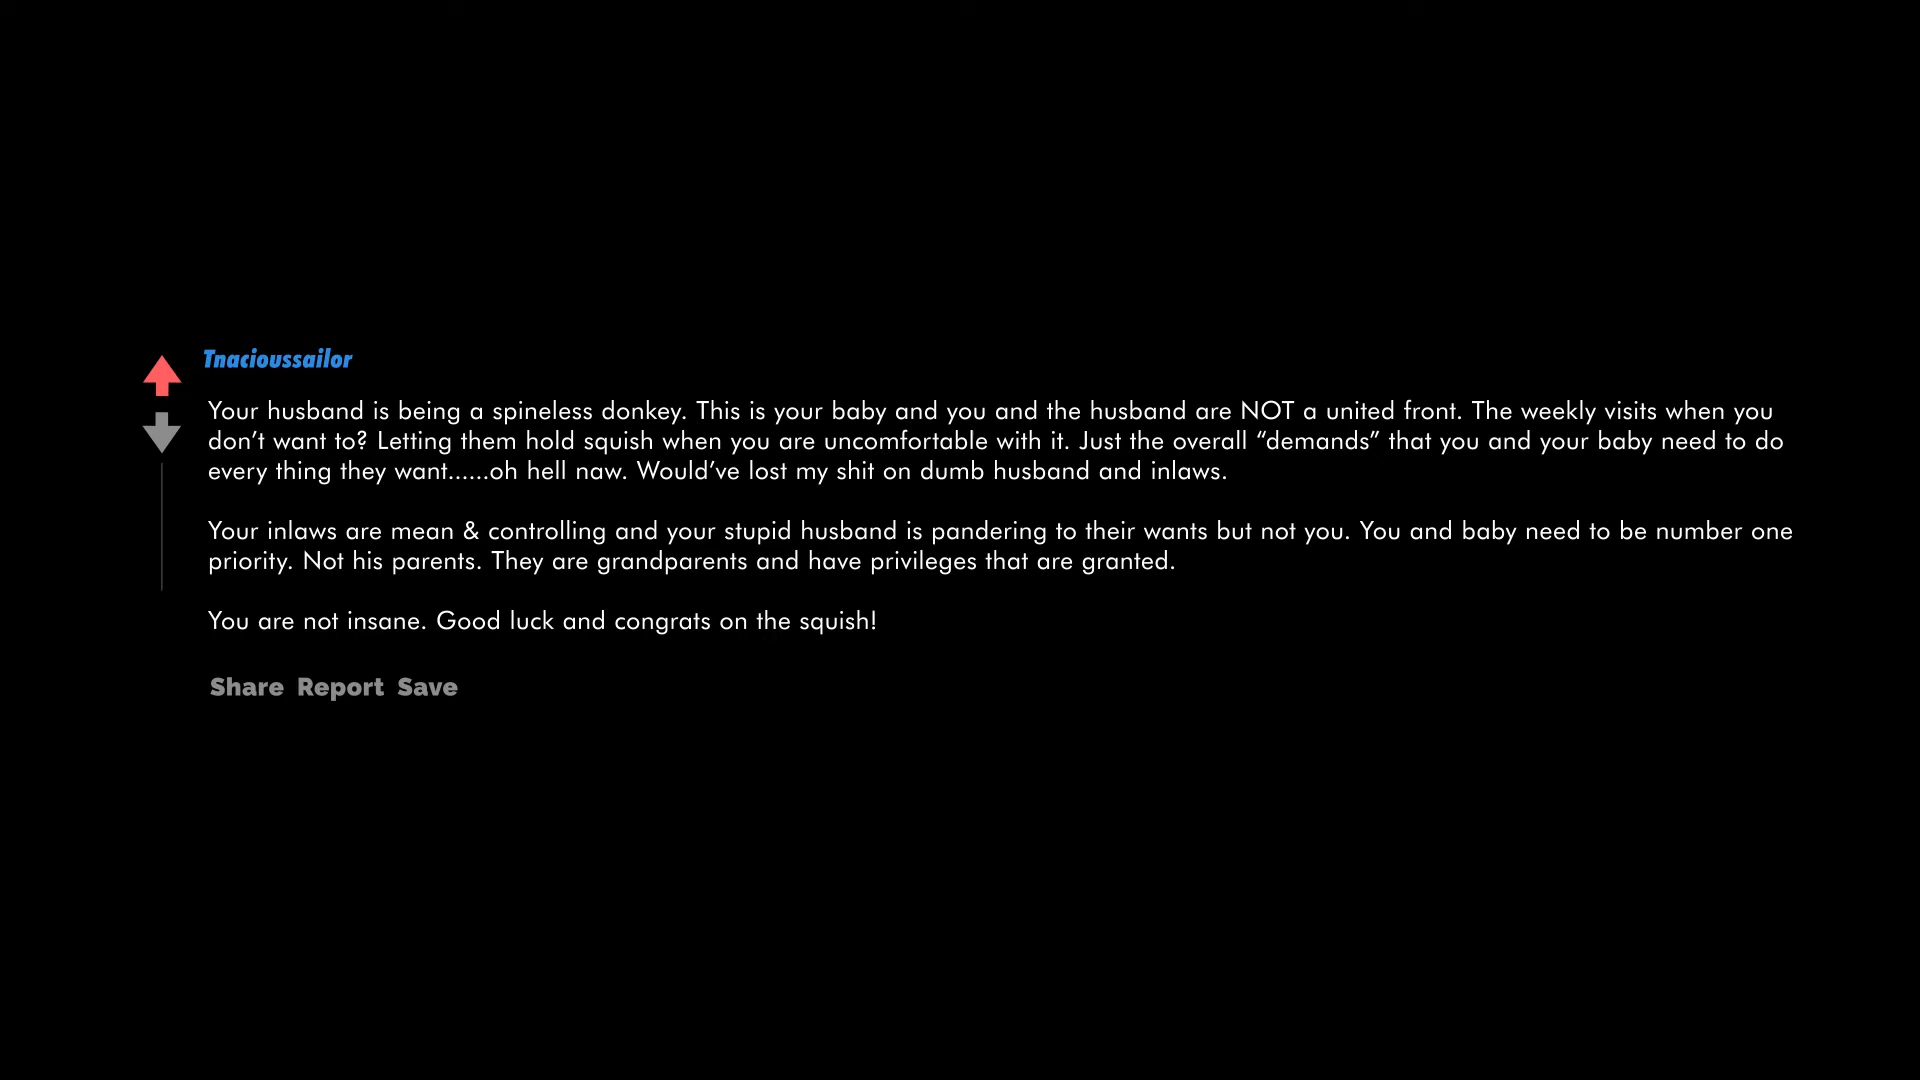 Tnacioussailor
Your husband is being a spineless donkey. This is your baby and you and the husband are NOT a united front. The weekly visits when you
don’t want to? Letting them hold squish when you are uncomfortable with it. Just the overall “demands” that you and your baby need to do
every thing they want......oh hell naw. Would’ve lost my shit on dumb husband and inlaws.
Your inlaws are mean & controlling and your stupid husband is pandering to their wants but not you. You and baby need to be number one
priority. Not his parents. They are grandparents and have privileges that are granted.
You are not insane. Good luck and congrats on the squish!
Share Report Save